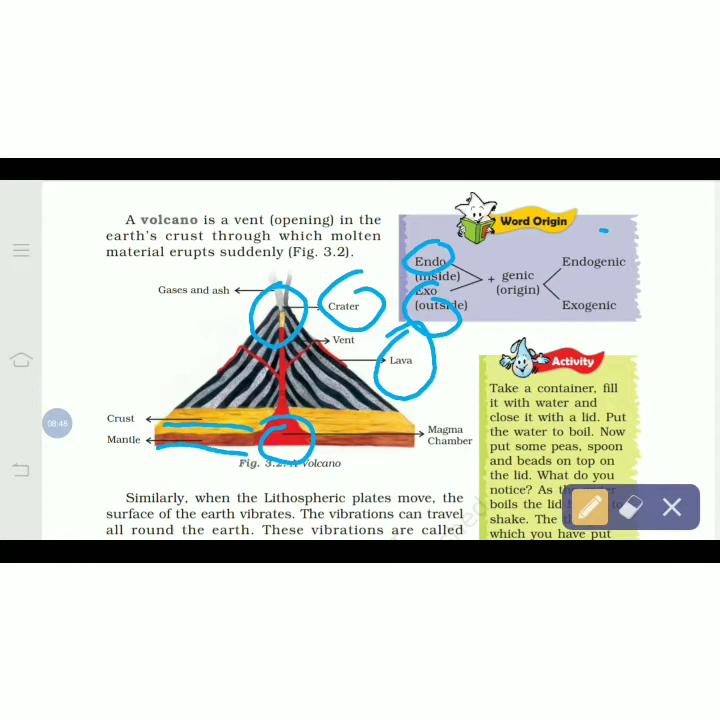 A volcano is a vent (opening) in the
earth's crust through which molten
material erupts suddenly (Fig. 3.2).
Gases and ash
Crater
Vent
Lava
Crust
Mantle
Magma
Chamber
Fig. 3.2: A Volcano
Similarly, when the Lithospheric plates move, the
surface of the earth vibrates. The vibrations can travel
all round the earth. These vibrations are called
Word Origin
Endo
(inside)
Exo
(outside)
+ genic
(origin)
Endogenic
Exogenic
Activity
Take a container, fill
it with water and
close it with a lid. Put
the water to boil. Now
put some peas, spoon
and beads on top on
the lid. What do you
notice? As the
boils the lid
shake. The
which you have put
08:48